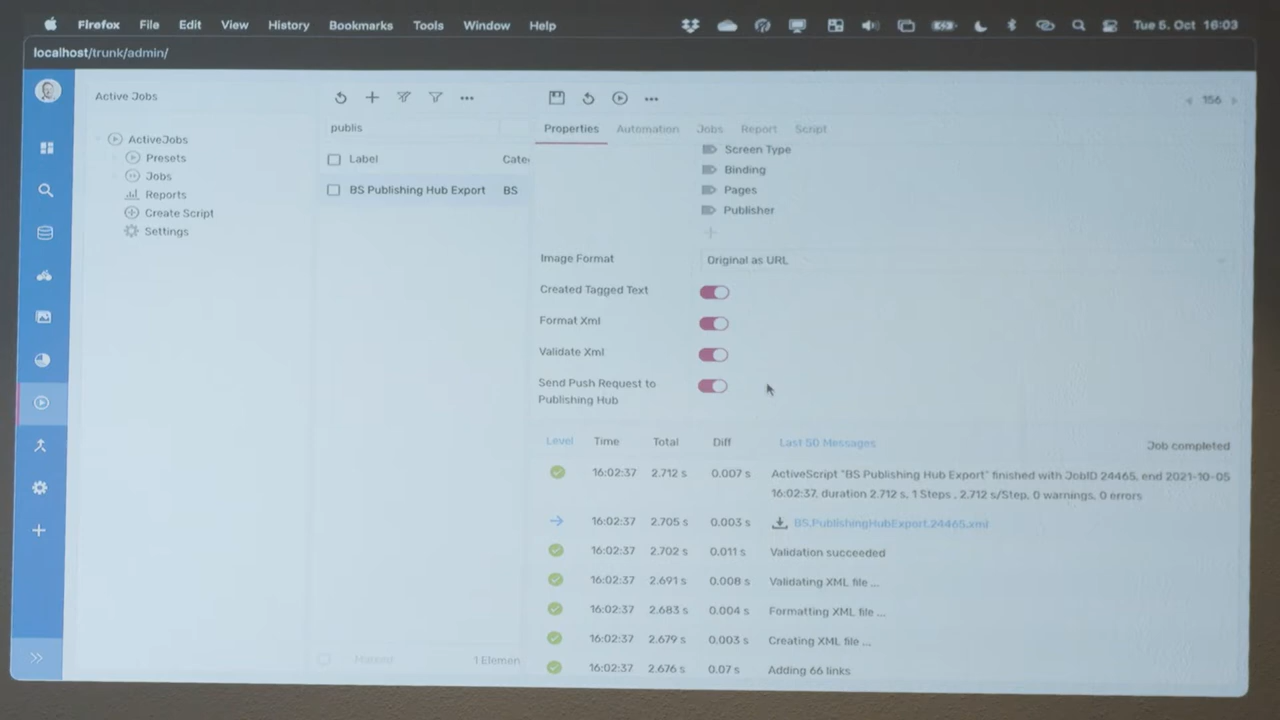 Firefox File Edit View History Bookmarks Tools Window Help Tue 5. Oct 16:03
localhost/trunk/admin/
Active Jobs
ActiveJobs
Presets
Jobs
Reports
Create Script
Settings
publis
Label Cate
BS Publishing Hub Export BS
Marked 1 Elemen
156
Properties Automation Jobs Report Script
Screen Type
Binding
Pages
Publisher
Image Format Original as URL
Created Tagged Text
Format Xml
Validate Xml
Send Push Request to
Publishing Hub
Level Time Total Diff Last 50 Messages Job completed
16:02:37 2.712 s 0.007 s ActiveScript "BS Publishing Hub Export" finished with JobID 24465, end 2021-10-05
16:02:37, duration 2.712 s, 1 Steps , 2.712 s/Step, 0 warnings, 0 errors
16:02:37 2.705 s 0.003 s BS.PublishingHubExport.24465.xml
16:02:37 2.702 s 0.011 s Validation succeeded
16:02:37 2.691 s 0.008 s Validating XML file ...
16:02:37 2.683 s 0.004 s Formatting XML file ...
16:02:37 2.679 s 0.003 s Creating XML file ...
16:02:37 2.676 s 0.07 s Adding 66 links